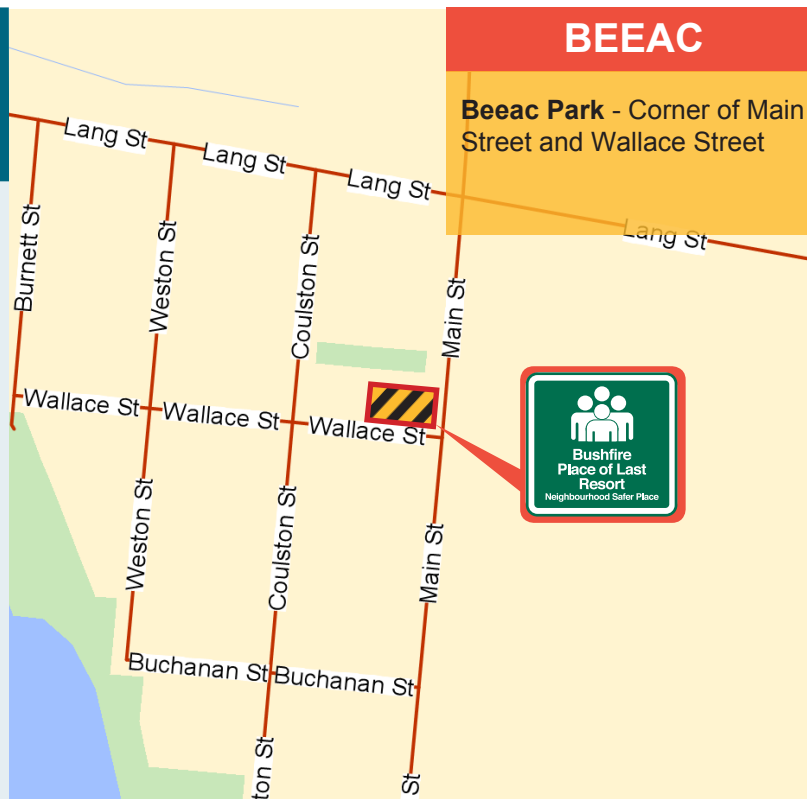 BEEAC
Beeac Park - Corner of Main
Street and Wallace Street
Lang St
Lang St
Lang St
Lang St
Burnett St
Weston St
Coulston St
Main St
Wallace St
Wallace St
Wallace St
Bushfire
Place of Last
Resort
Neighbourhood Safer Place
Weston St
Coulston St
Main St
Buchanan St
Buchanan St
ton St
St